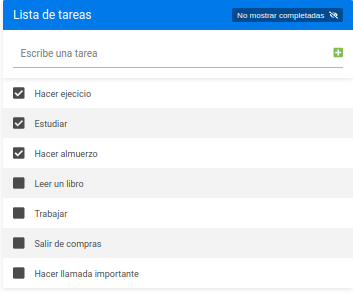 Lista de tareas
No mostrar completadas
Escribe una tarea
Hacer ejecicio
Estudiar
Hacer almuerzo
Leer un libro
Trabajar
Salir de compras
Hacer llamada importante